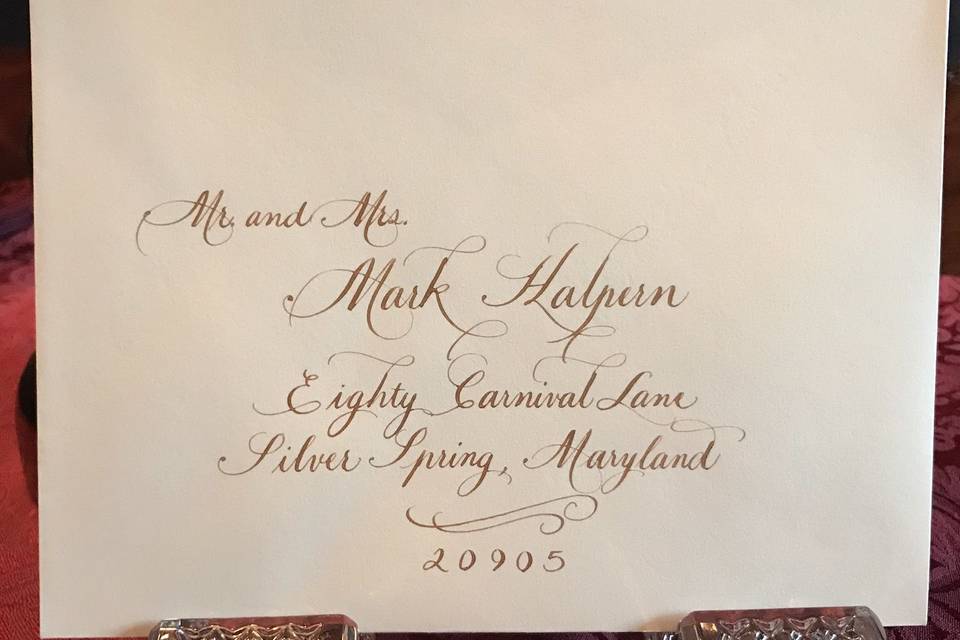 Mr. and Mrs.
Mark Halpern
Eighty Carnival Lane
Silver Spring, Maryland
20905